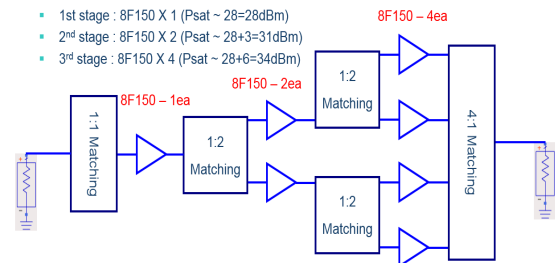 1st stage : 8F150 X 1 (Psat ~ 28=28dBm)
2nd stage : 8F150 X 2 (Psat ~ 28+3=31dBm)
3rd stage : 8F150 X 4 (Psat ~ 28+6=34dBm)
8F150 – 4ea
8F150 – 2ea
8F150 – 1ea
1:1 Matching
1:2
Matching
1:2
Matching
1:2
Matching
4:1 Matching